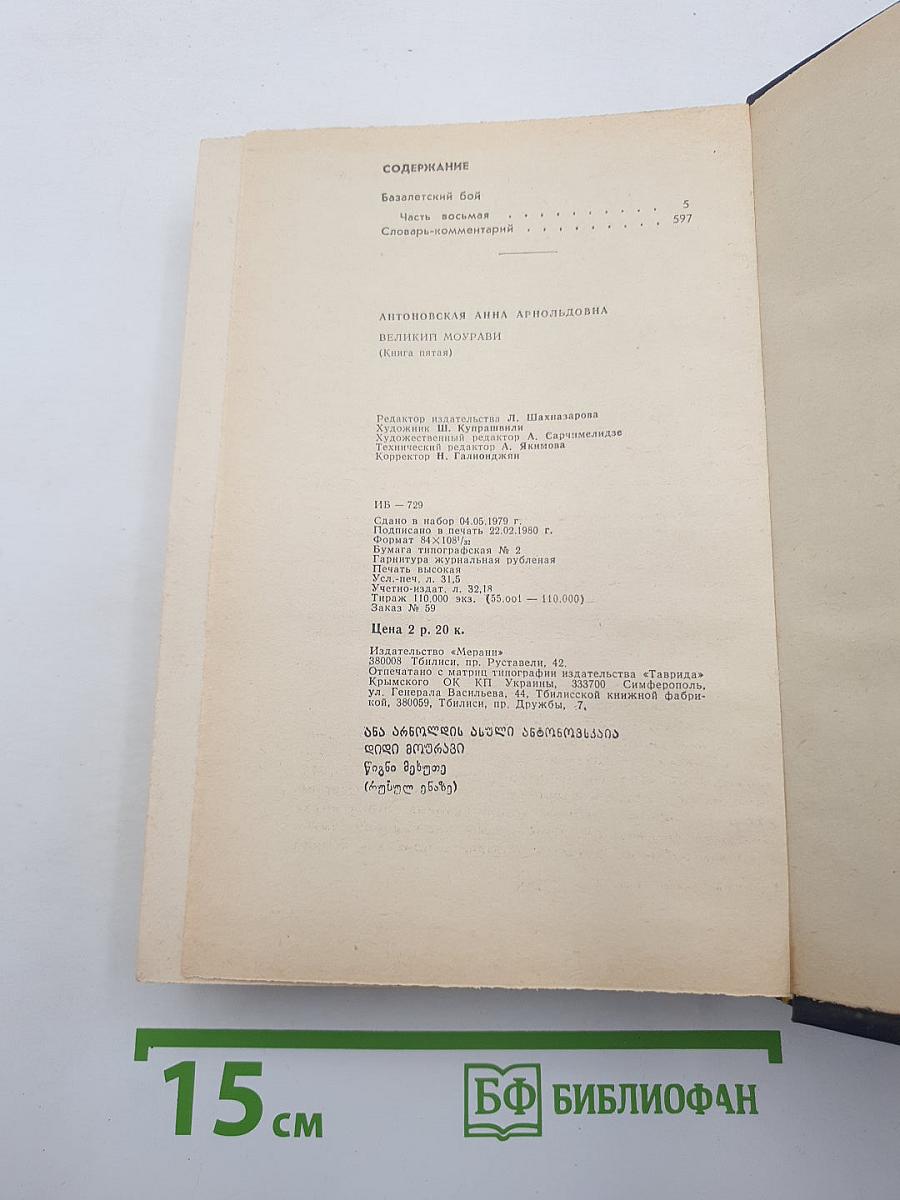 СОДЕРЖАНИЕ
Базалетский бой
Часть восьмая . . . . . . . . . . 5
Словарь-комментарий . . . . . . . . . 597
АНТОНОВСКАЯ АННА АРНОЛЬДОВНА
ВЕЛИКИЙ МОУРАВИ
(Книга пятая)
Редактор издательства Л. Шахназарова
Художник Ш. Купрашвили
Художественный редактор А. Сарчимелидзе
Технический редактор А. Якимова
Корректор Н. Галионджян
ИБ — 729
Сдано в набор 04.05.1979 г.
Подписано в печать 22.02.1980 г.
Формат 84×108¹/₃₂
Бумага типографская № 2
Гарнитура журнальная рубленая
Печать высокая
Усл.-печ. л. 31,5
Учетно-издат. л. 32,18
Тираж 110.000 экз. (55.001 — 110.000)
Заказ № 59
Цена 2 р. 20 к.
Издательство «Мерани»
380008 Тбилиси, пр. Руставели, 42.
Отпечатано с матриц типографии издательства «Таврида»
Крымского ОК КП Украины, 333700 Симферополь,
ул. Генерала Васильева, 44, Тбилисской книжной фабри-
кой, 380059, Тбилиси, пр. Дружбы, 7.
ანა არნოლდის ასული ანტონოვსკაია
დიდი მოურავი
წიგნი მეხუთე
(რუსულ ენაზე)
15 см
БФ БИБЛИОФАН